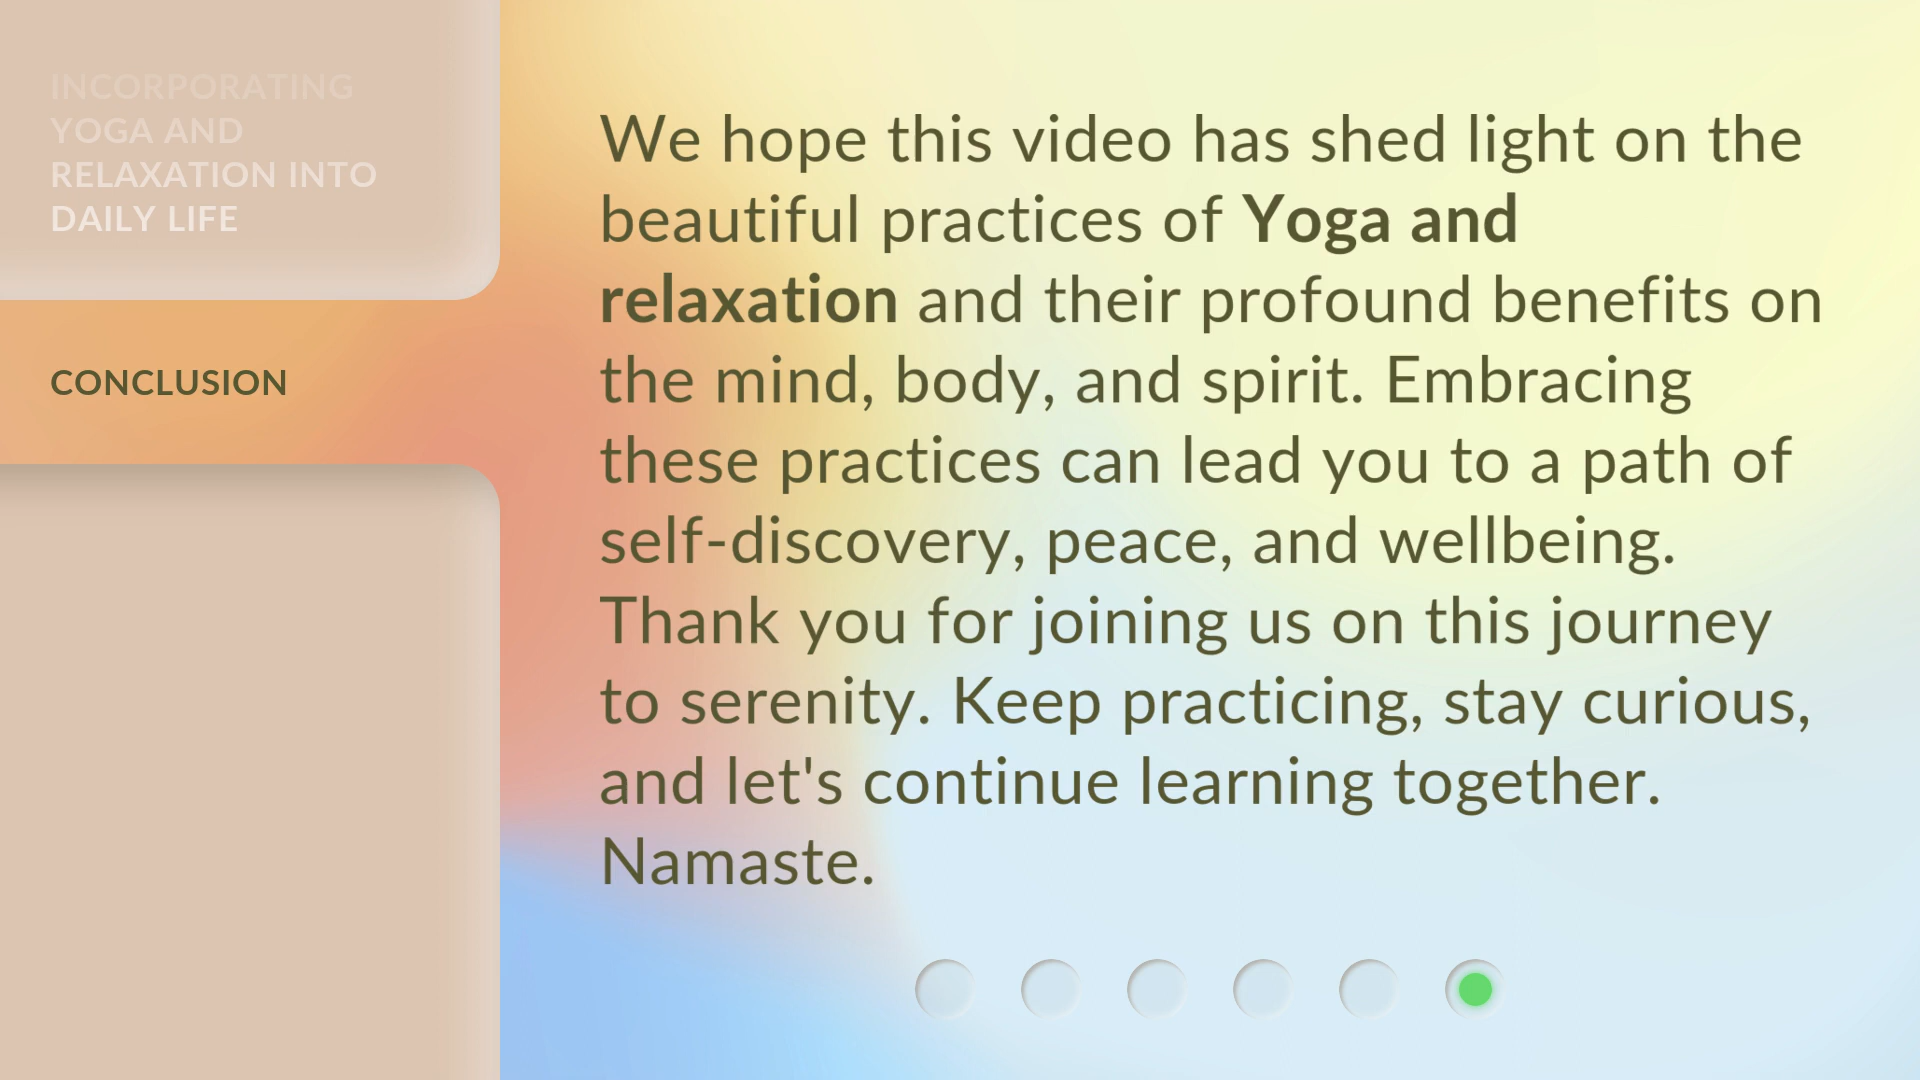 INCORPORATING
YOGA AND
RELAXATION INTO
DAILY LIFE
CONCLUSION
We hope this video has shed light on the
beautiful practices of Yoga and
relaxation and their profound benefits on
the mind, body, and spirit. Embracing
these practices can lead you to a path of
self-discovery, peace, and wellbeing.
Thank you for joining us on this journey
to serenity. Keep practicing, stay curious,
and let's continue learning together.
Namaste.